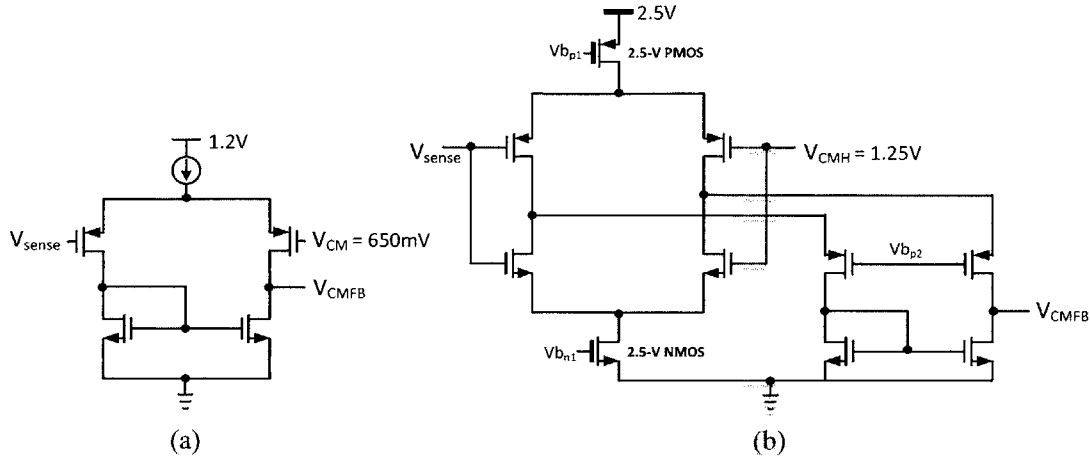 1.2V
Vsense
VCM = 650mV
VCMFB
(a)
2.5V
Vbp1
2.5-V PMOS
Vsense
VCMH = 1.25V
Vbp2
VCMFB
Vbn1
2.5-V NMOS
(b)